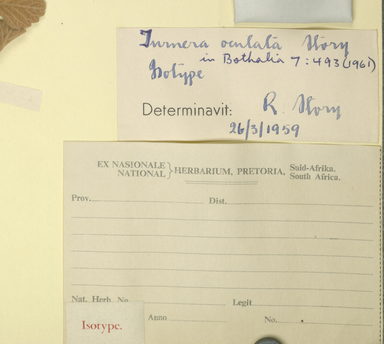 Turnera oculata Story
in Bothalia 7:493 (1961)
Isotype
Determinavit: R. Story
26/3/1959
EX NASIONALE
NATIONAL } HERBARIUM, PRETORIA, Suid-Afrika.
South Africa.
Prov. Dist.
Nat. Herb. No. Legit
Anno No.
Isotype.